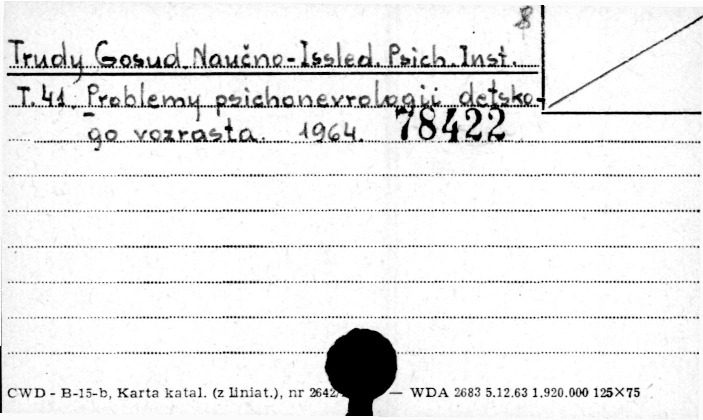 8
Trudy Gosud. Naučno-Issled. Psich. Inst.
T. 41. Problemy psichonevrologii detsko-
go vozrasta. 1964. 78422
CWD - B-15-b, Karta katal. (z liniat.), nr 2642/ — WDA 2683 5.12.63 1.920.000 125×75